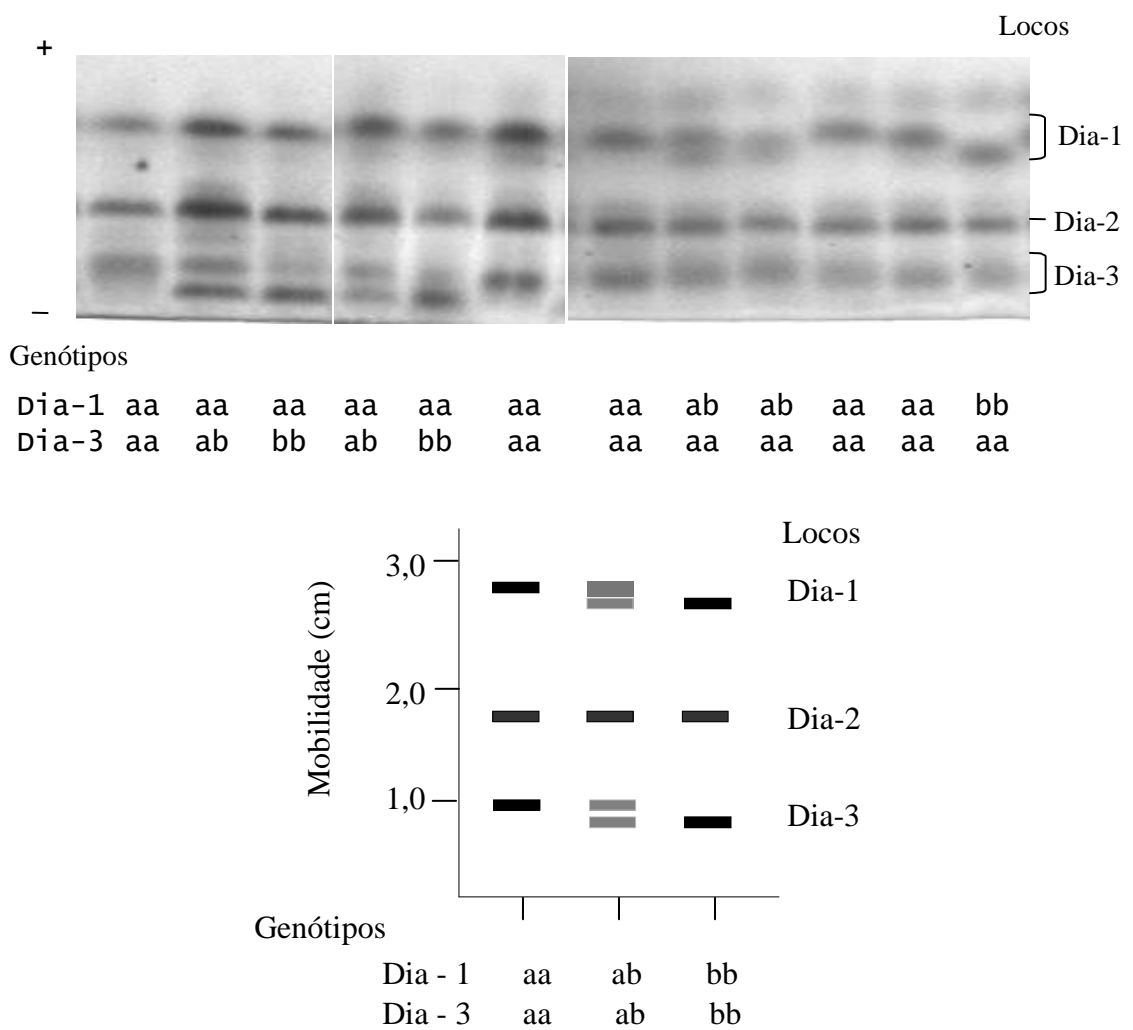 Locos
+
Dia-1
Dia-2
Dia-3
–
Genótipos
Dia-1 aa aa aa aa aa aa aa ab ab aa aa bb
Dia-3 aa ab bb ab bb aa aa aa aa aa aa aa
Locos
3,0
Dia-1
Mobilidade (cm)
2,0
Dia-2
1,0
Dia-3
Genótipos
Dia - 1 aa ab bb
Dia - 3 aa ab bb